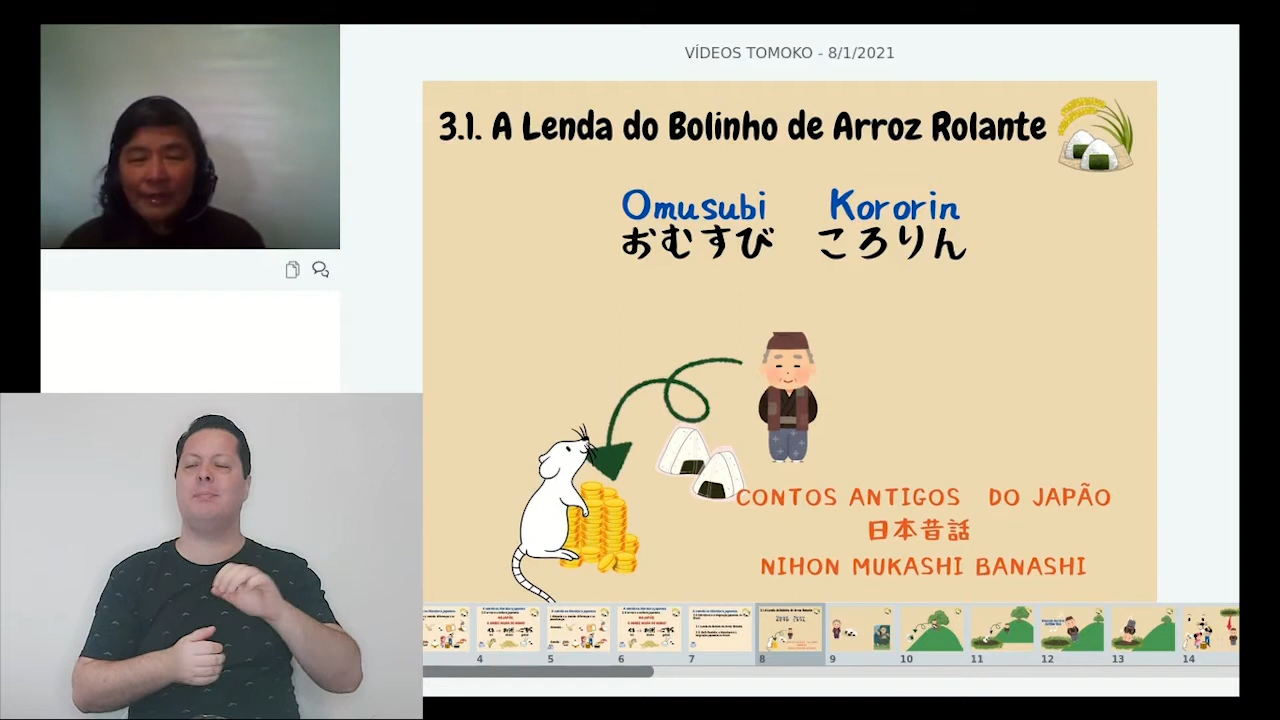 VÍDEOS TOMOKO - 8/1/2021
3.1. A Lenda do Bolinho de Arroz Rolante
Omusubi Kororin
おむすび ころりん
CONTOS ANTIGOS DO JAPÃO
日本昔話
NIHON MUKASHI BANASHI
4
5
6
7
8
9
10
11
12
13
14